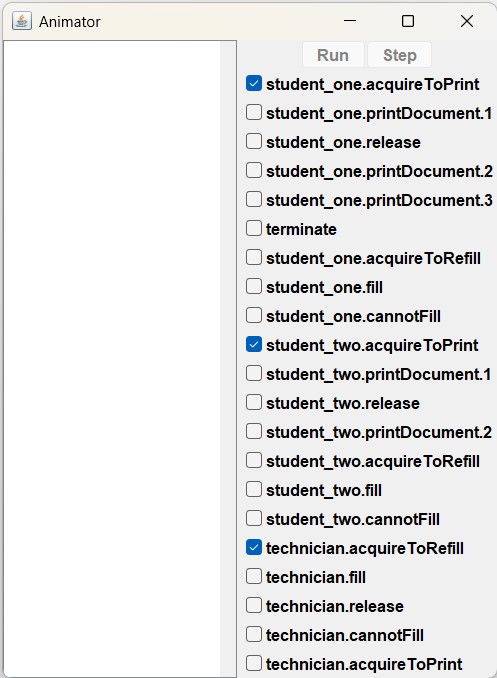 Animator
Run Step
student_one.acquireToPrint
student_one.printDocument.1
student_one.release
student_one.printDocument.2
student_one.printDocument.3
terminate
student_one.acquireToRefill
student_one.fill
student_one.cannotFill
student_two.acquireToPrint
student_two.printDocument.1
student_two.release
student_two.printDocument.2
student_two.acquireToRefill
student_two.fill
student_two.cannotFill
technician.acquireToRefill
technician.fill
technician.release
technician.cannotFill
technician.acquireToPrint